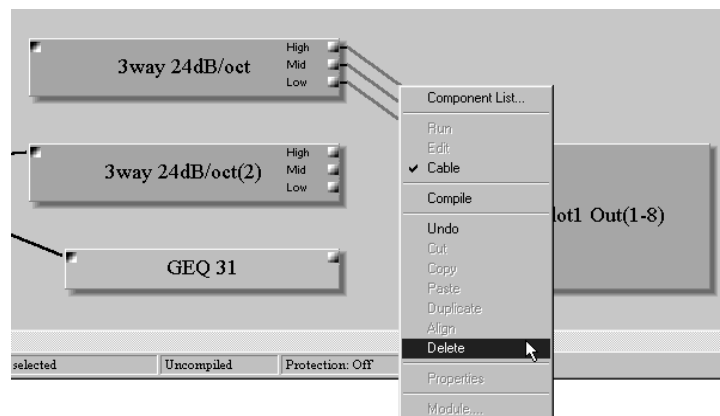 3way 24dB/oct
High
Mid
Low
3way 24dB/oct(2)
High
Mid
Low
GEQ 31
lot1 Out(1-8)
Component List...
Run
Edit
Cable
Compile
Undo
Cut
Copy
Paste
Duplicate
Align
Delete
Properties
Module....
selected
Uncompiled
Protection: Off